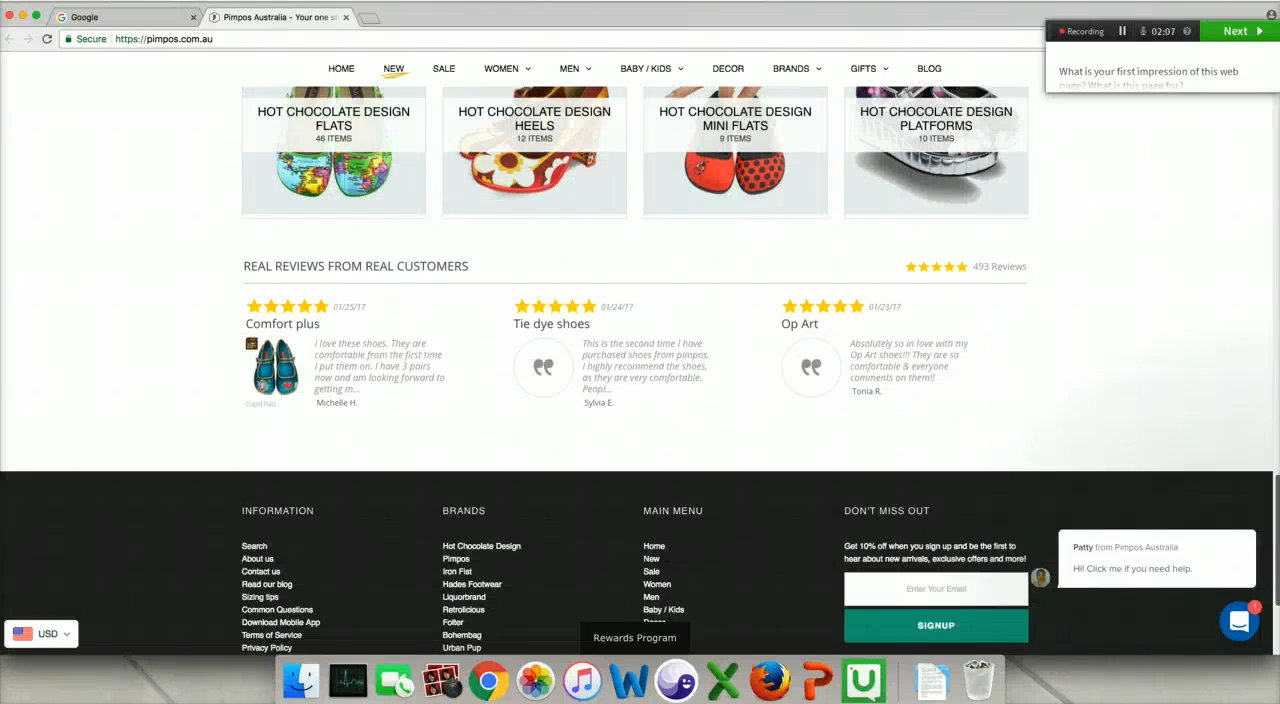 Google
Pimpos Australia - Your one st
Secure
https://pimpos.com.au
Recording
02:07
Next
What is your first impression of this web
page? What is this page for?
HOME
NEW
SALE
WOMEN
MEN
BABY / KIDS
DECOR
BRANDS
GIFTS
BLOG
HOT CHOCOLATE DESIGN
FLATS
46 ITEMS
HOT CHOCOLATE DESIGN
HEELS
12 ITEMS
HOT CHOCOLATE DESIGN
MINI FLATS
9 ITEMS
HOT CHOCOLATE DESIGN
PLATFORMS
10 ITEMS
REAL REVIEWS FROM REAL CUSTOMERS
493 Reviews
01/25/17
Comfort plus
I love these shoes. They are
comfortable from the first time
I put them on. I have 3 pairs
now and am looking forward to
getting m...
Michelle H.
Cupid Flats
01/24/17
Tie dye shoes
This is the second time I have
purchased shoes from pimpos.
I highly recommend the shoes,
as they are very comfortable.
Peopl...
Sylvia E.
01/23/17
Op Art
Absolutely so in love with my
Op Art shoes!!! They are so
comfortable & everyone
comments on them!!
Tonia R.
INFORMATION
Search
About us
Contact us
Read our blog
Sizing tips
Common Questions
Download Mobile App
Terms of Service
Privacy Policy
BRANDS
Hot Chocolate Design
Pimpos
Iron Fist
Hades Footwear
Liquorbrand
Retrolicious
Folter
Bohembag
Urban Pup
MAIN MENU
Home
New
Sale
Women
Men
Baby / Kids
Decor
DON'T MISS OUT
Get 10% off when you sign up and be the first to
hear about new arrivals, exclusive offers and more!
Enter Your Email
SIGNUP
Patty from Pimpos Australia
Hi! Click me if you need help.
1
USD
Rewards Program